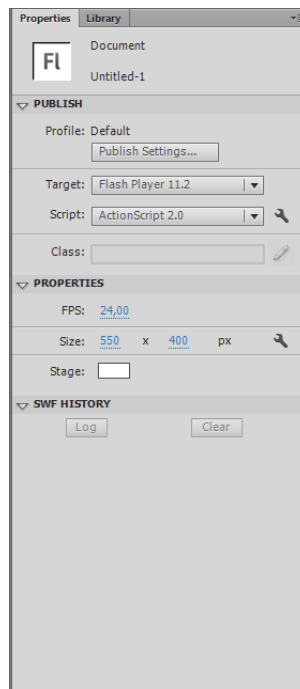 Properties Library
Fl
Document
Untitled-1
PUBLISH
Profile: Default
Publish Settings...
Target: Flash Player 11.2
Script: ActionScript 2.0
Class:
PROPERTIES
FPS: 24,00
Size: 550 x 400 px
Stage:
SWF HISTORY
Log Clear